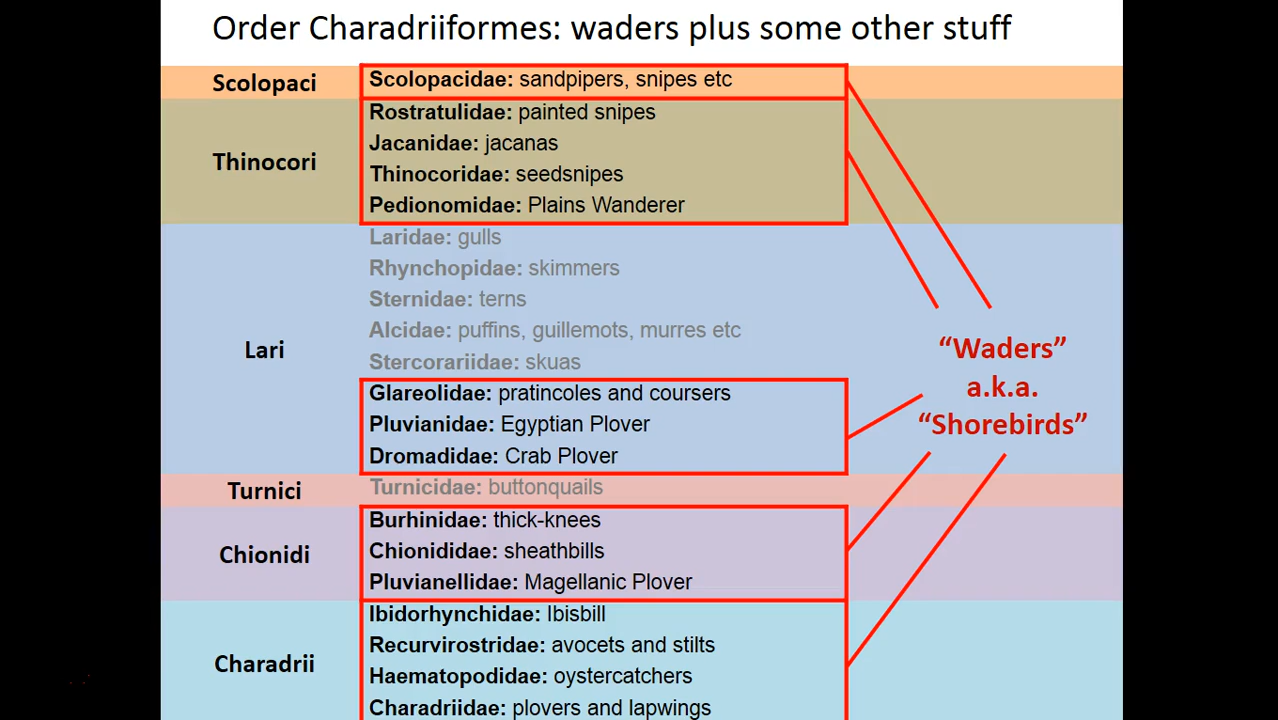 Order Charadriiformes: waders plus some other stuff
Scolopaci
Scolopacidae: sandpipers, snipes etc
Thinocori
Rostratulidae: painted snipes
Jacanidae: jacanas
Thinocoridae: seedsnipes
Pedionomidae: Plains Wanderer
Lari
Laridae: gulls
Rhynchopidae: skimmers
Sternidae: terns
Alcidae: puffins, guillemots, murres etc
Stercorariidae: skuas
Glareolidae: pratincoles and coursers
Pluvianidae: Egyptian Plover
Dromadidae: Crab Plover
Turnici
Turnicidae: buttonquails
Chionidi
Burhinidae: thick-knees
Chionididae: sheathbills
Pluvianellidae: Magellanic Plover
Charadrii
Ibidorhynchidae: Ibisbill
Recurvirostridae: avocets and stilts
Haematopodidae: oystercatchers
Charadriidae: plovers and lapwings
“Waders”
a.k.a.
“Shorebirds”